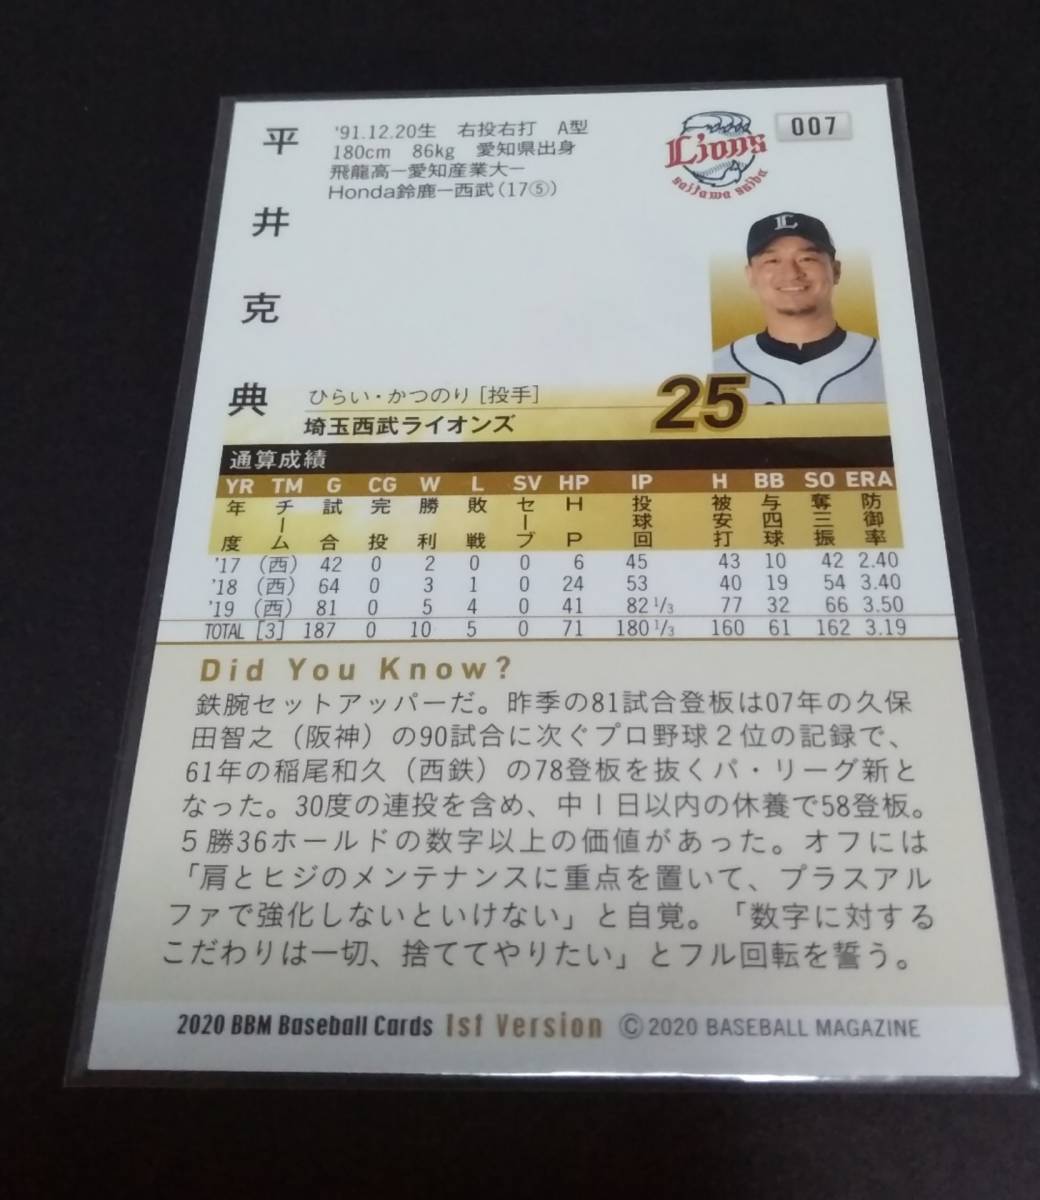 平井克典
'91.12.20生 右投右打 A型
180cm 86kg 愛知県出身
飛龍高ー愛知産業大ー
Honda鈴鹿ー西武(17⑤)
Lions
saitama seibu
007
L
ひらい・かつのり[投手]
埼玉西武ライオンズ
25
通算成績
YR TM G CG W L SV HP IP H BB SO ERA
年度 チーム 試合 完投 勝利 敗戦 セーブ HP 投球回 被安打 与四球 奪三振 防御率
'17 (西) 42 0 2 0 0 6 45 43 10 42 2.40
'18 (西) 64 0 3 1 0 24 53 40 19 54 3.40
'19 (西) 81 0 5 4 0 41 82 1/3 77 32 66 3.50
TOTAL [3] 187 0 10 5 0 71 180 1/3 160 61 162 3.19
Did You Know?
鉄腕セットアッパーだ。昨季の81試合登板は07年の久保
田智之(阪神)の90試合に次ぐプロ野球2位の記録で、
61年の稲尾和久(西鉄)の78登板を抜くパ・リーグ新と
なった。30度の連投を含め、中1日以内の休養で58登板。
5勝36ホールドの数字以上の価値があった。オフには
「肩とヒジのメンテナンスに重点を置いて、プラスアル
ファで強化しないといけない」と自覚。「数字に対する
こだわりは一切、捨ててやりたい」とフル回転を誓う。
2020 BBM Baseball Cards 1st Version © 2020 BASEBALL MAGAZINE